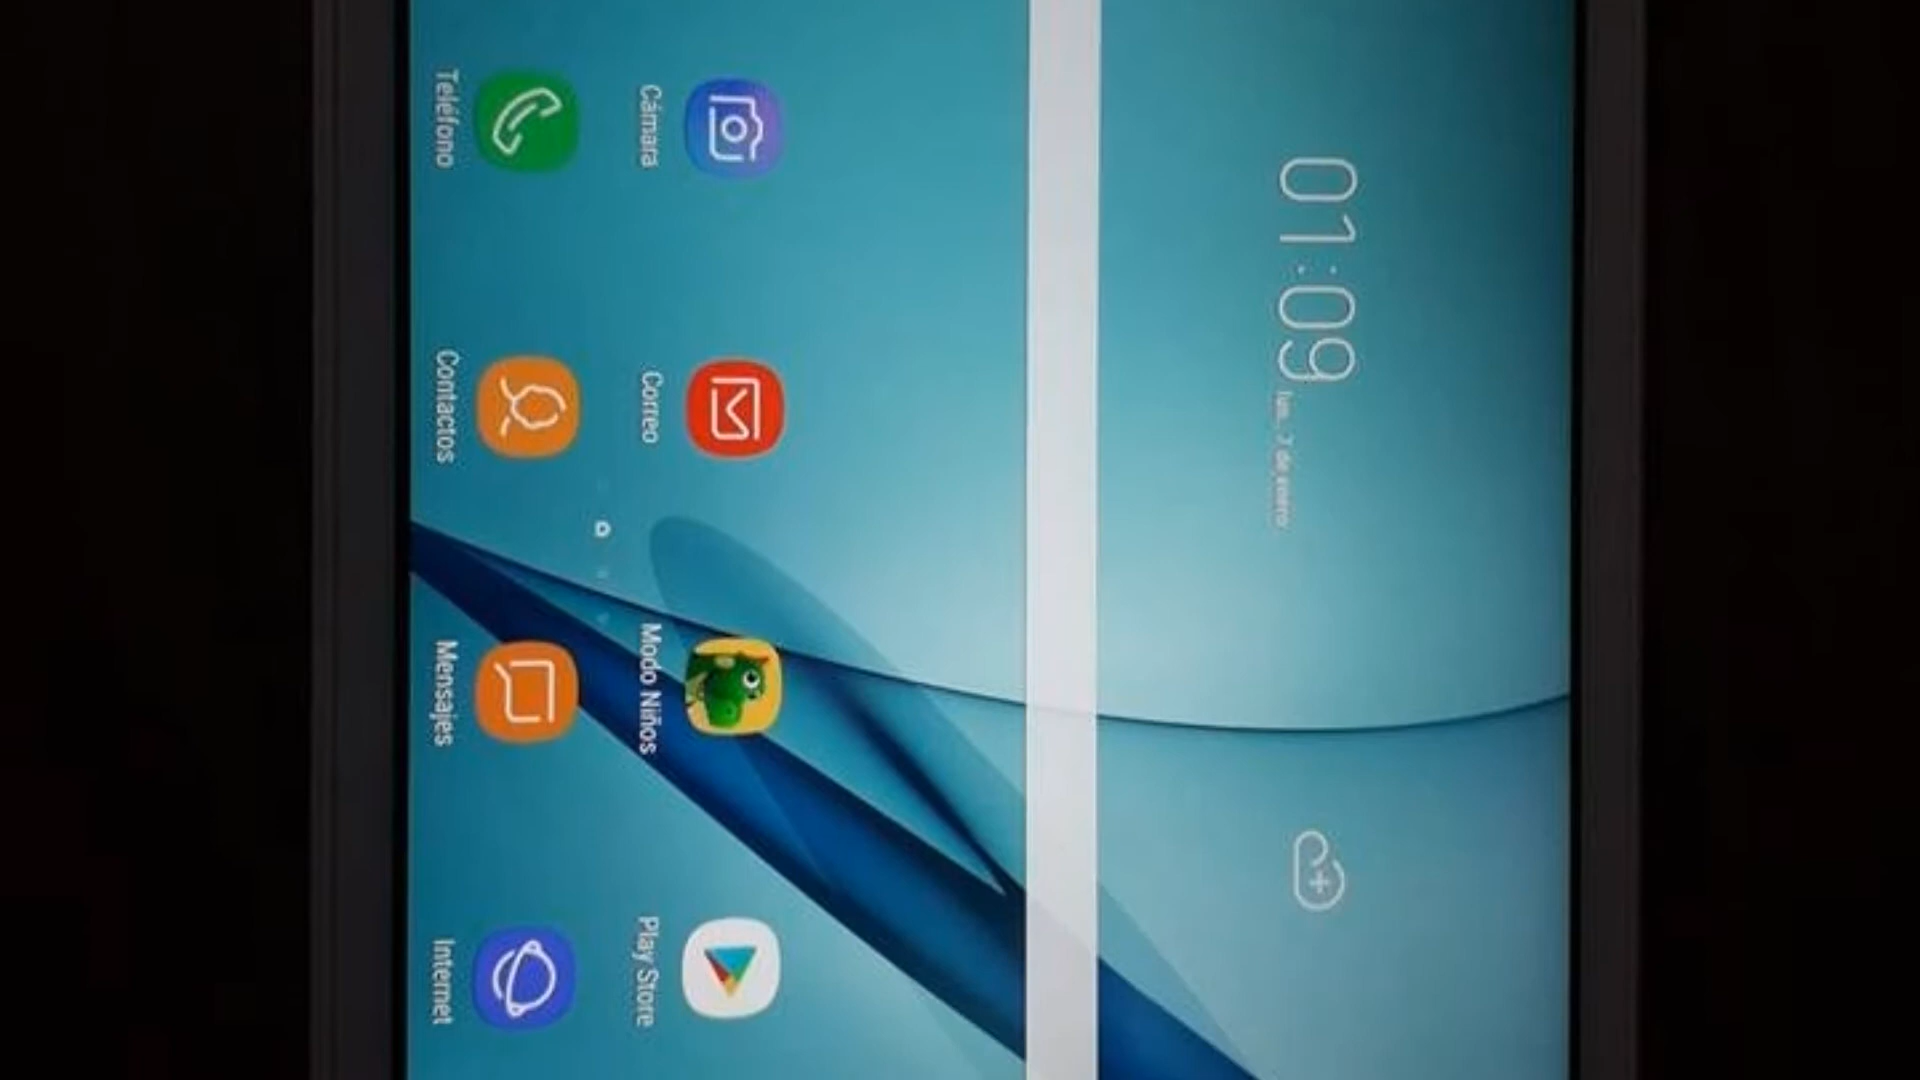 01:09
lun., 7 de enero
Cámara
Correo
Modo Niños
Play Store
Teléfono
Contactos
Mensajes
Internet